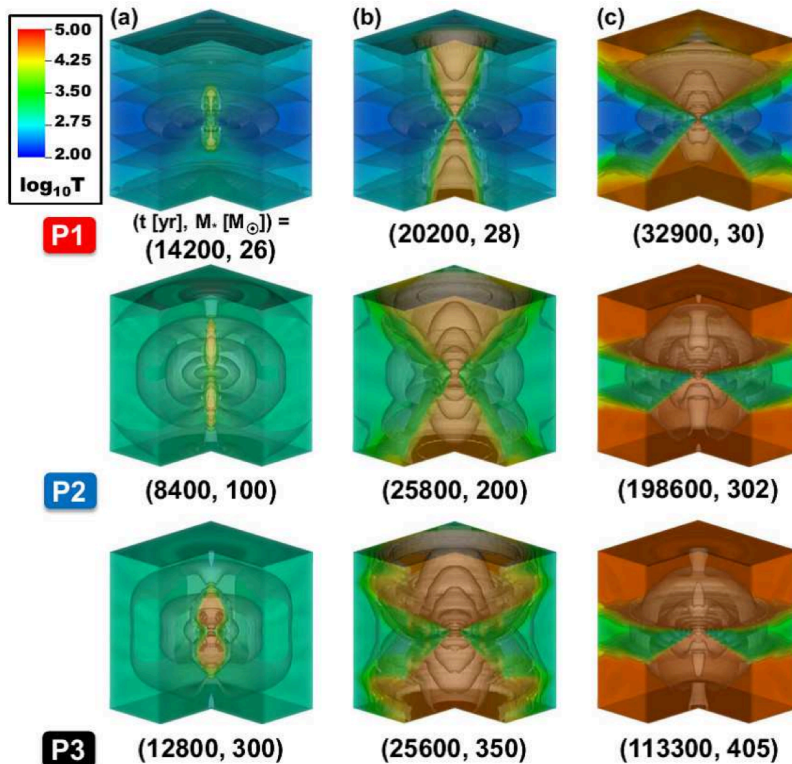 (a) (b) (c)
5.00
4.25
3.50
2.75
2.00
log₁₀T
P1
(t [yr], M* [M☉]) =
(14200, 26) (20200, 28) (32900, 30)
P2
(8400, 100) (25800, 200) (198600, 302)
P3
(12800, 300) (25600, 350) (113300, 405)